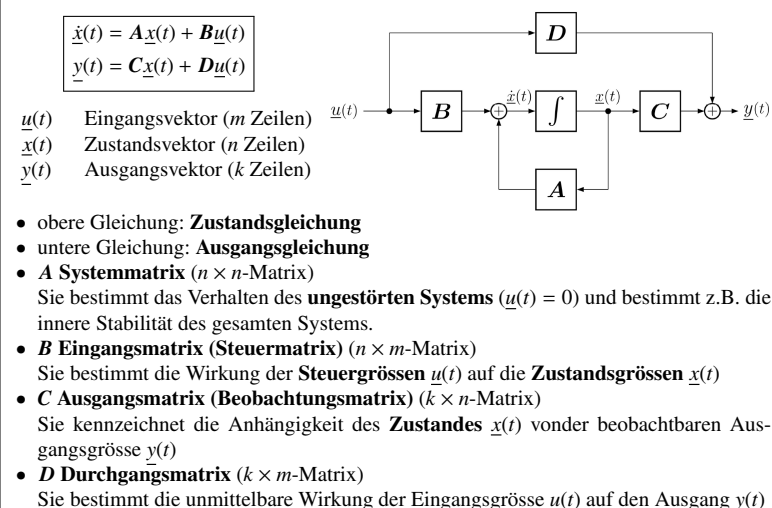 ẋ(t) = Ax(t) + Bu(t)
y(t) = Cx(t) + Du(t)
u(t) Eingangsvektor (m Zeilen)
x(t) Zustandsvektor (n Zeilen)
y(t) Ausgangsvektor (k Zeilen)
D
u(t) B ẋ(t) ∫ x(t) C y(t)
A
• obere Gleichung: Zustandsgleichung
• untere Gleichung: Ausgangsgleichung
• A Systemmatrix (n × n-Matrix)
Sie bestimmt das Verhalten des ungestörten Systems (u(t) = 0) und bestimmt z.B. die
innere Stabilität des gesamten Systems.
• B Eingangsmatrix (Steuermatrix) (n × m-Matrix)
Sie bestimmt die Wirkung der Steuergrössen u(t) auf die Zustandsgrössen x(t)
• C Ausgangsmatrix (Beobachtungsmatrix) (k × n-Matrix)
Sie kennzeichnet die Anhängigkeit des Zustandes x(t) vonder beobachtbaren Aus-
gangsgrösse y(t)
• D Durchgangsmatrix (k × m-Matrix)
Sie bestimmt die unmittelbare Wirkung der Eingangsgrösse u(t) auf den Ausgang y(t)